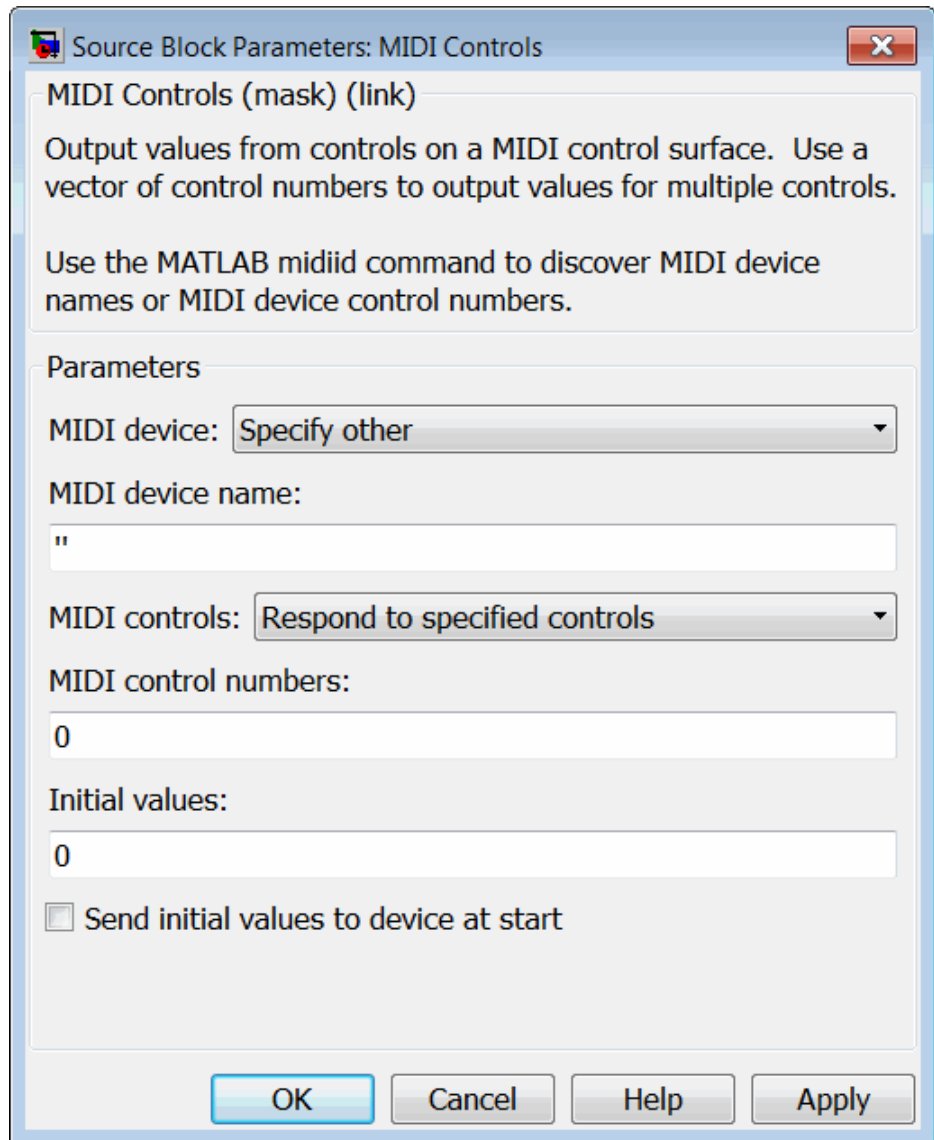 Source Block Parameters: MIDI Controls
MIDI Controls (mask) (link)
Output values from controls on a MIDI control surface.  Use a
vector of control numbers to output values for multiple controls.
Use the MATLAB midiid command to discover MIDI device
names or MIDI device control numbers.
Parameters
MIDI device: Specify other
MIDI device name:
''
MIDI controls: Respond to specified controls
MIDI control numbers:
0
Initial values:
0
Send initial values to device at start
OK Cancel Help Apply